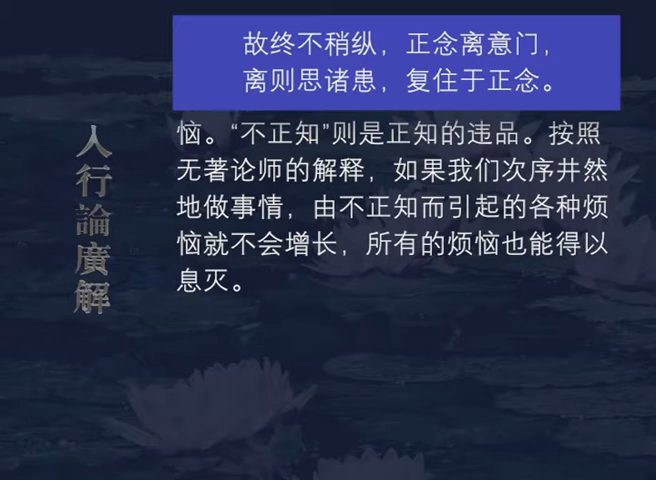 故终不稍纵，正念离意门，
离则思诸患，复住于正念。
人行論廣解
恼。“不正知”则是正知的违品。按照
无著论师的解释，如果我们次序井然
地做事情，由不正知而引起的各种烦
恼就不会增长，所有的烦恼也能得以
息灭。